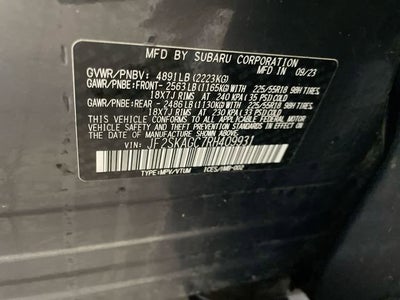 MFD BY SUBARU CORPORATION
GVWR/PNBV: 4891LB(2223KG) MFD IN 09/23
GAWR/PNBE:FRONT- 2563LB(1165KG) 225/55R18 98H TIRES
18X7J RIMS AT 240 KPA(35 PSI)COLD
GAWR/PNBE:REAR - 2486LB(1130KG) 225/55R18 98H TIRES
18X7J RIMS AT 230 KPA(33 PSI)COLD
THIS VEHICLE CONFORMS TO ALL APPLICABLE
FEDERAL MOTOR VEHICLE SAFETY, BUMPER,
AND THEFT PREVENTION STANDARDS IN EFFECT
ON THE DATE OF MANUFACTURE SHOWN ABOVE.
VIN: JF2SKAGC7RH409931
TYPE:MPV/VTUM ICES/NMB-002